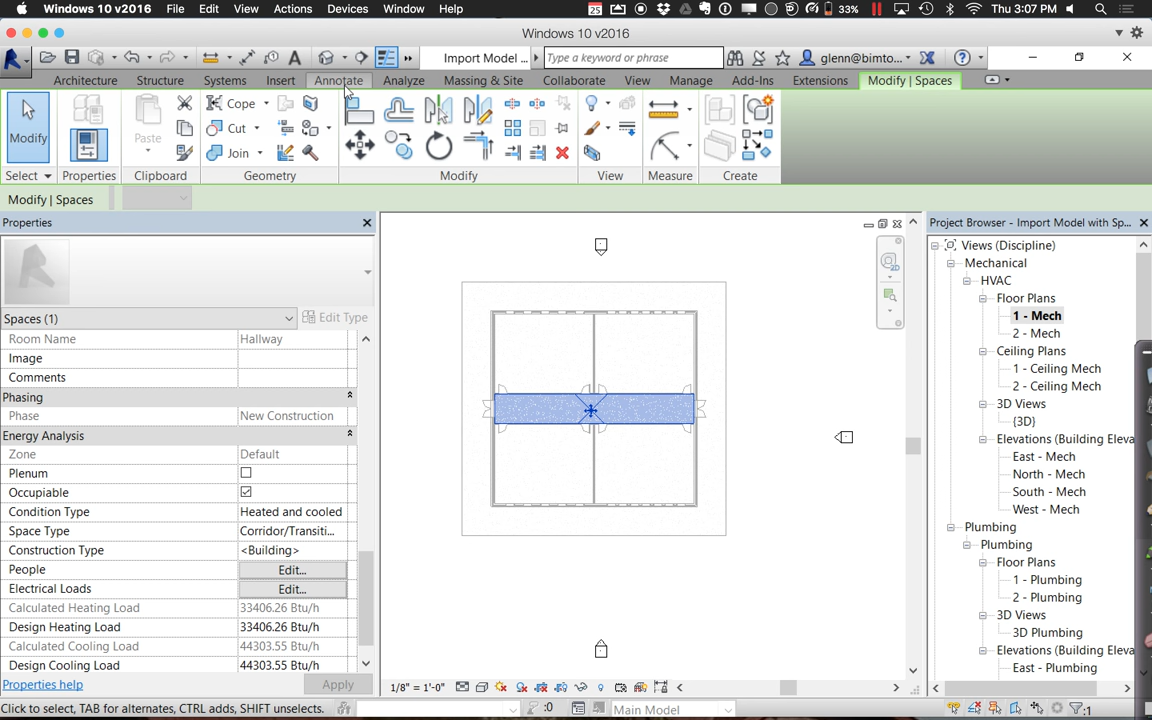 Windows 10 v2016 File Edit View Actions Devices Window Help 25 33% Thu 3:07 PM
Windows 10 v2016
Import Model ... Type a keyword or phrase glenn@bimto...
Architecture Structure Systems Insert Annotate Analyze Massing & Site Collaborate View Manage Add-Ins Extensions Modify | Spaces
Modify Paste Cope Cut Join
Select Properties Clipboard Geometry Modify View Measure Create
Modify | Spaces
Properties
Project Browser - Import Model with Sp...
Spaces (1) Edit Type
Room Name Hallway
Image
Comments
Phasing
Phase New Construction
Energy Analysis
Zone Default
Plenum
Occupiable
Condition Type Heated and cooled
Space Type Corridor/Transiti...
Construction Type <Building>
People Edit...
Electrical Loads Edit...
Calculated Heating Load 33406.26 Btu/h
Design Heating Load 33406.26 Btu/h
Calculated Cooling Load 44303.55 Btu/h
Design Cooling Load 44303.55 Btu/h
Properties help Apply
2D
Views (Discipline)
Mechanical
HVAC
Floor Plans
1 - Mech
2 - Mech
Ceiling Plans
1 - Ceiling Mech
2 - Ceiling Mech
3D Views
{3D}
Elevations (Building Eleva
East - Mech
North - Mech
South - Mech
West - Mech
Plumbing
Plumbing
Floor Plans
1 - Plumbing
2 - Plumbing
3D Views
3D Plumbing
Elevations (Building Eleva
East - Plumbing
1/8" = 1'-0"
Click to select, TAB for alternates, CTRL adds, SHIFT unselects. :0 Main Model :1